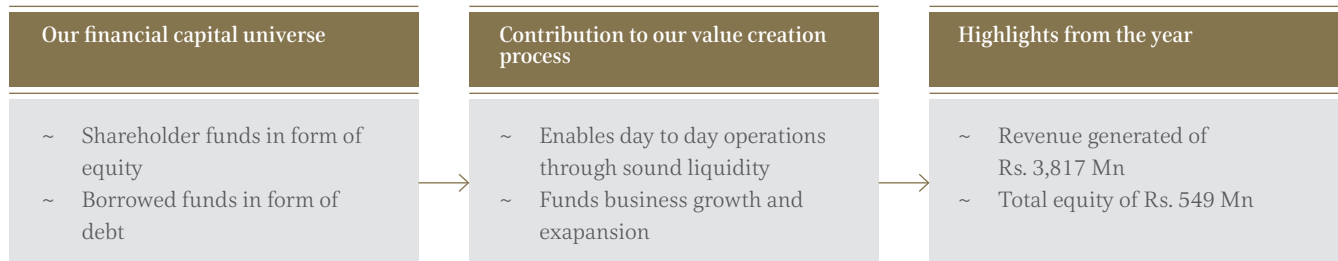 Our financial capital universe
~ Shareholder funds in form of
equity
~ Borrowed funds in form of
debt
Contribution to our value creation
process
~ Enables day to day operations
through sound liquidity
~ Funds business growth and
exapansion
Highlights from the year
~ Revenue generated of
Rs. 3,817 Mn
~ Total equity of Rs. 549 Mn